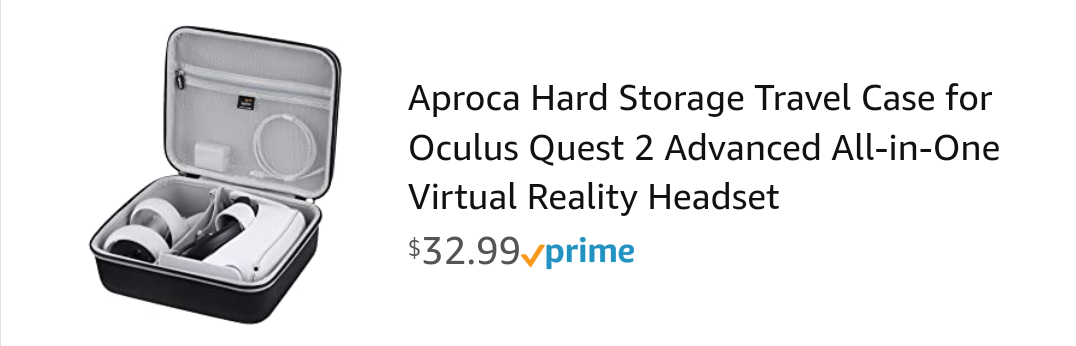 Aproca Hard Storage Travel Case for
Oculus Quest 2 Advanced All-in-One
Virtual Reality Headset
$32.99 prime